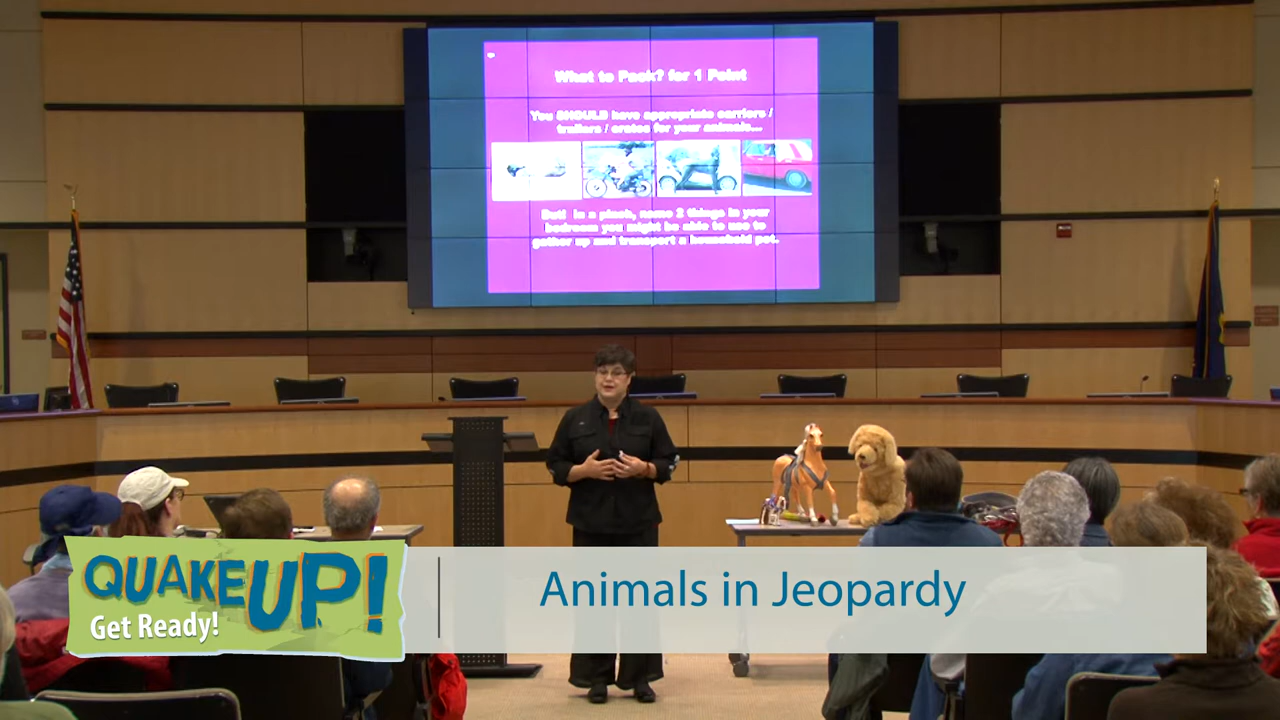 What to Pack? for 1 Point
You SHOULD have appropriate carriers /
trailers / crates for your animals...
But! In a pinch, name 2 things in your
bedroom you might be able to use to
gather up and transport a household pet.
QUAKEUP!
Get Ready!
Animals in Jeopardy